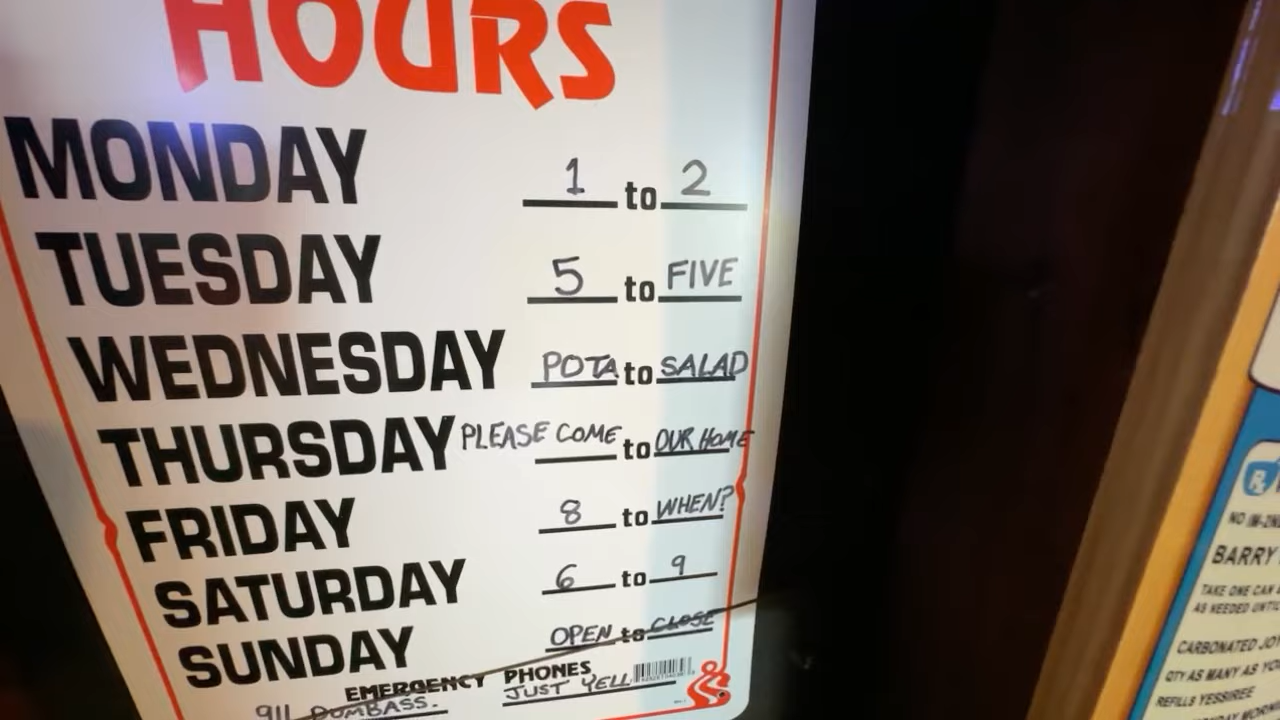 HOURS
MONDAY 1 to 2
TUESDAY 5 to FIVE
WEDNESDAY POTA to SALAD
THURSDAY PLEASE COME to OUR HOME
FRIDAY 8 to WHEN?
SATURDAY 6 to 9
SUNDAY OPEN to CLOSE
EMERGENCY PHONES
911 DUMBASS. JUST YELL
BARRY
TAKE ONE CAN
AS NEEDED UNTIL
CARBONATED JOY
QTY AS MANY AS YO
REFILLS YESSIREE